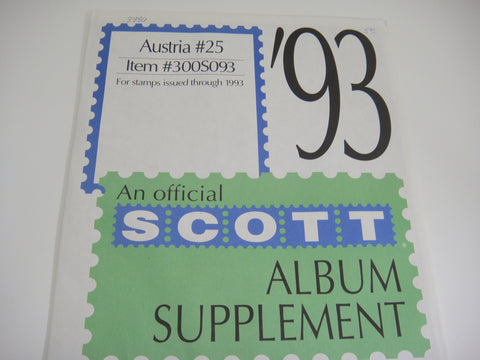 Austria #25
Item #300S093
For stamps issued through 1993
'93
An official
SCOTT
ALBUM
SUPPLEMENT